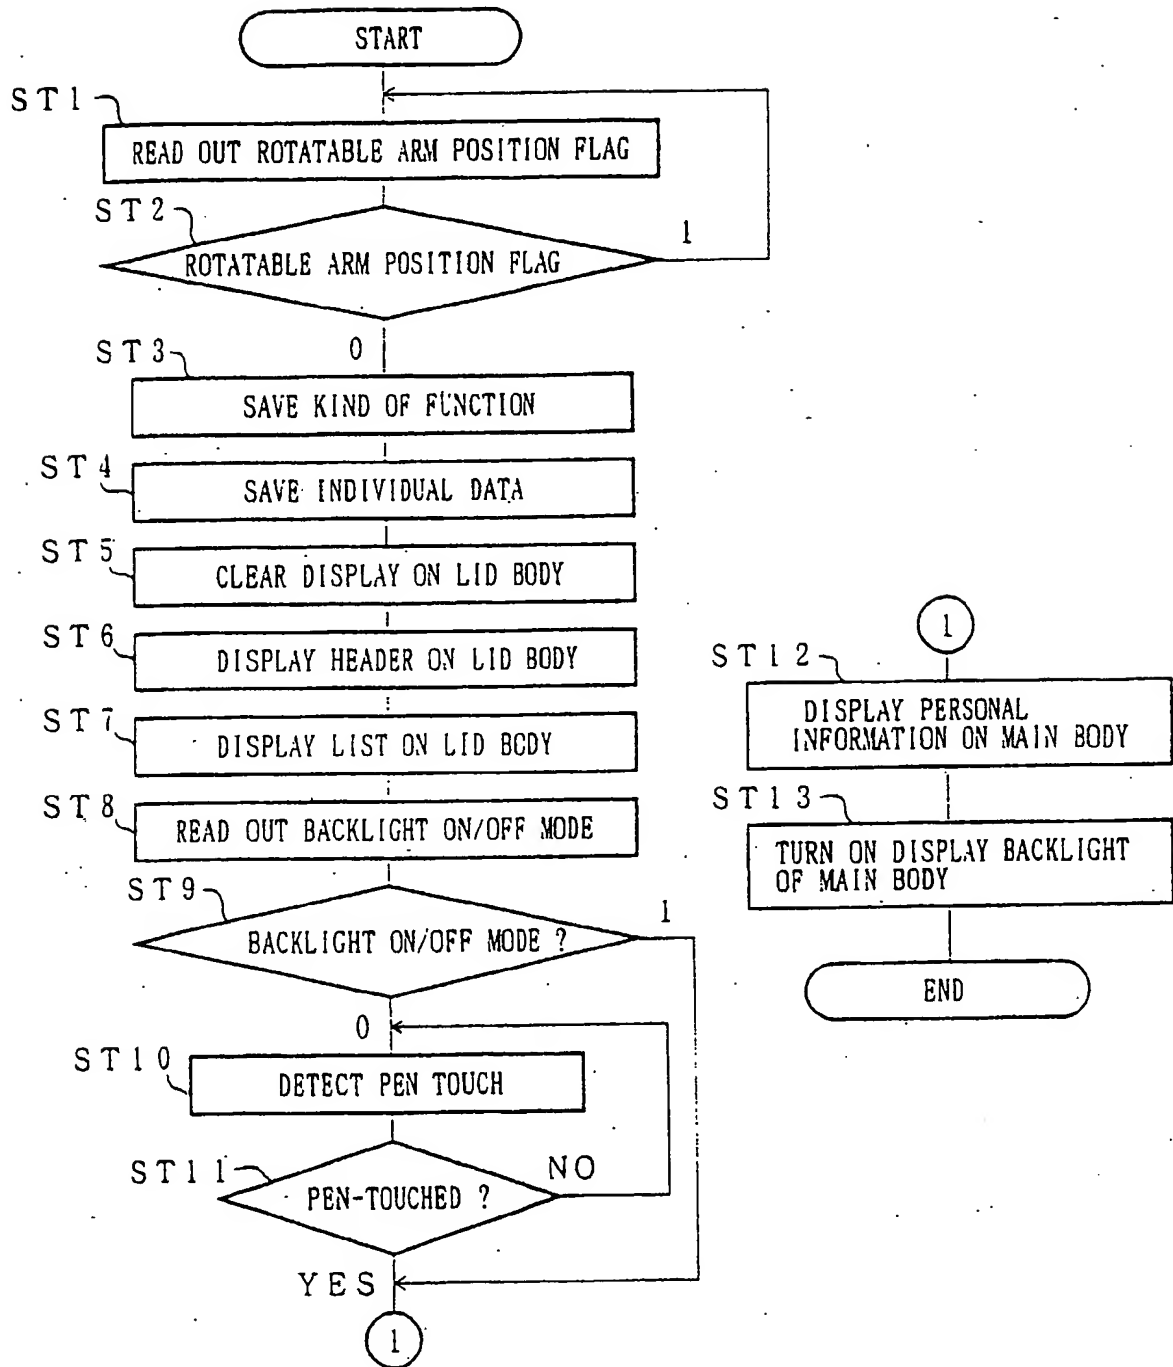 START
ST1
READ OUT ROTATABLE ARM POSITION FLAG
ST2
1
ROTATABLE ARM POSITION FLAG
0
ST3
SAVE KIND OF FUNCTION
ST4
SAVE INDIVIDUAL DATA
ST5
CLEAR DISPLAY ON LID BODY
ST6
DISPLAY HEADER ON LID BODY
ST7
DISPLAY LIST ON LID BODY
ST8
READ OUT BACKLIGHT ON/OFF MODE
ST9
1
BACKLIGHT ON/OFF MODE ?
0
ST10
DETECT PEN TOUCH
ST11
NO
PEN-TOUCHED ?
YES
1
1
ST12
DISPLAY PERSONAL
INFORMATION ON MAIN BODY
ST13
TURN ON DISPLAY BACKLIGHT
OF MAIN BODY
END